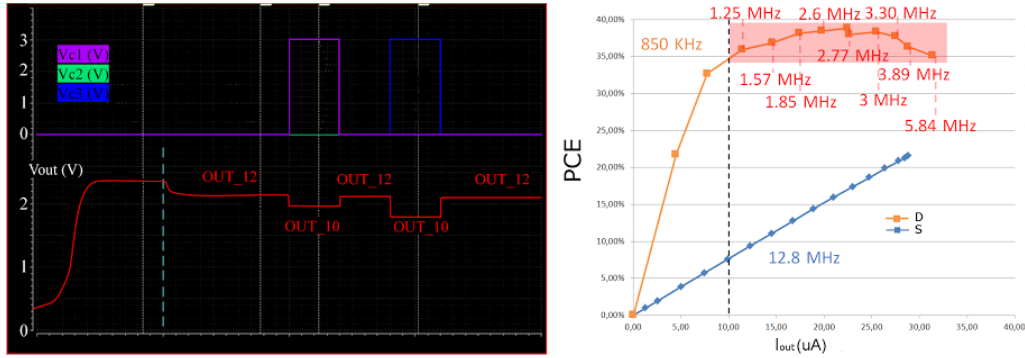 3
Vc1 (V)
Vc2 (V)
2
Vc3 (V)
1
0
Vout (V)
OUT_12 OUT_12 OUT_12
2
OUT_10 OUT_10
1
0
40,00%
35,00%
30,00%
25,00%
20,00%
15,00%
10,00%
5,00%
0,00%
PCE
1.25 MHz 2.6 MHz 3.30 MHz
850 KHz
2.77 MHz
1.57 MHz 3.89 MHz
1.85 MHz 3 MHz
5.84 MHz
D
S
12.8 MHz
0,00 5,00 10,00 15,00 20,00 25,00 30,00 35,00 40,00
Iout (uA)